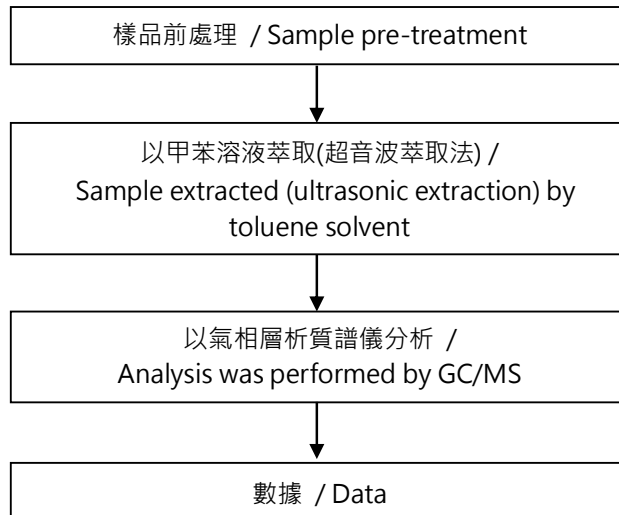 樣品前處理 / Sample pre-treatment
以甲苯溶液萃取(超音波萃取法) /
Sample extracted (ultrasonic extraction) by
toluene solvent
以氣相層析質譜儀分析 /
Analysis was performed by GC/MS
數據 / Data